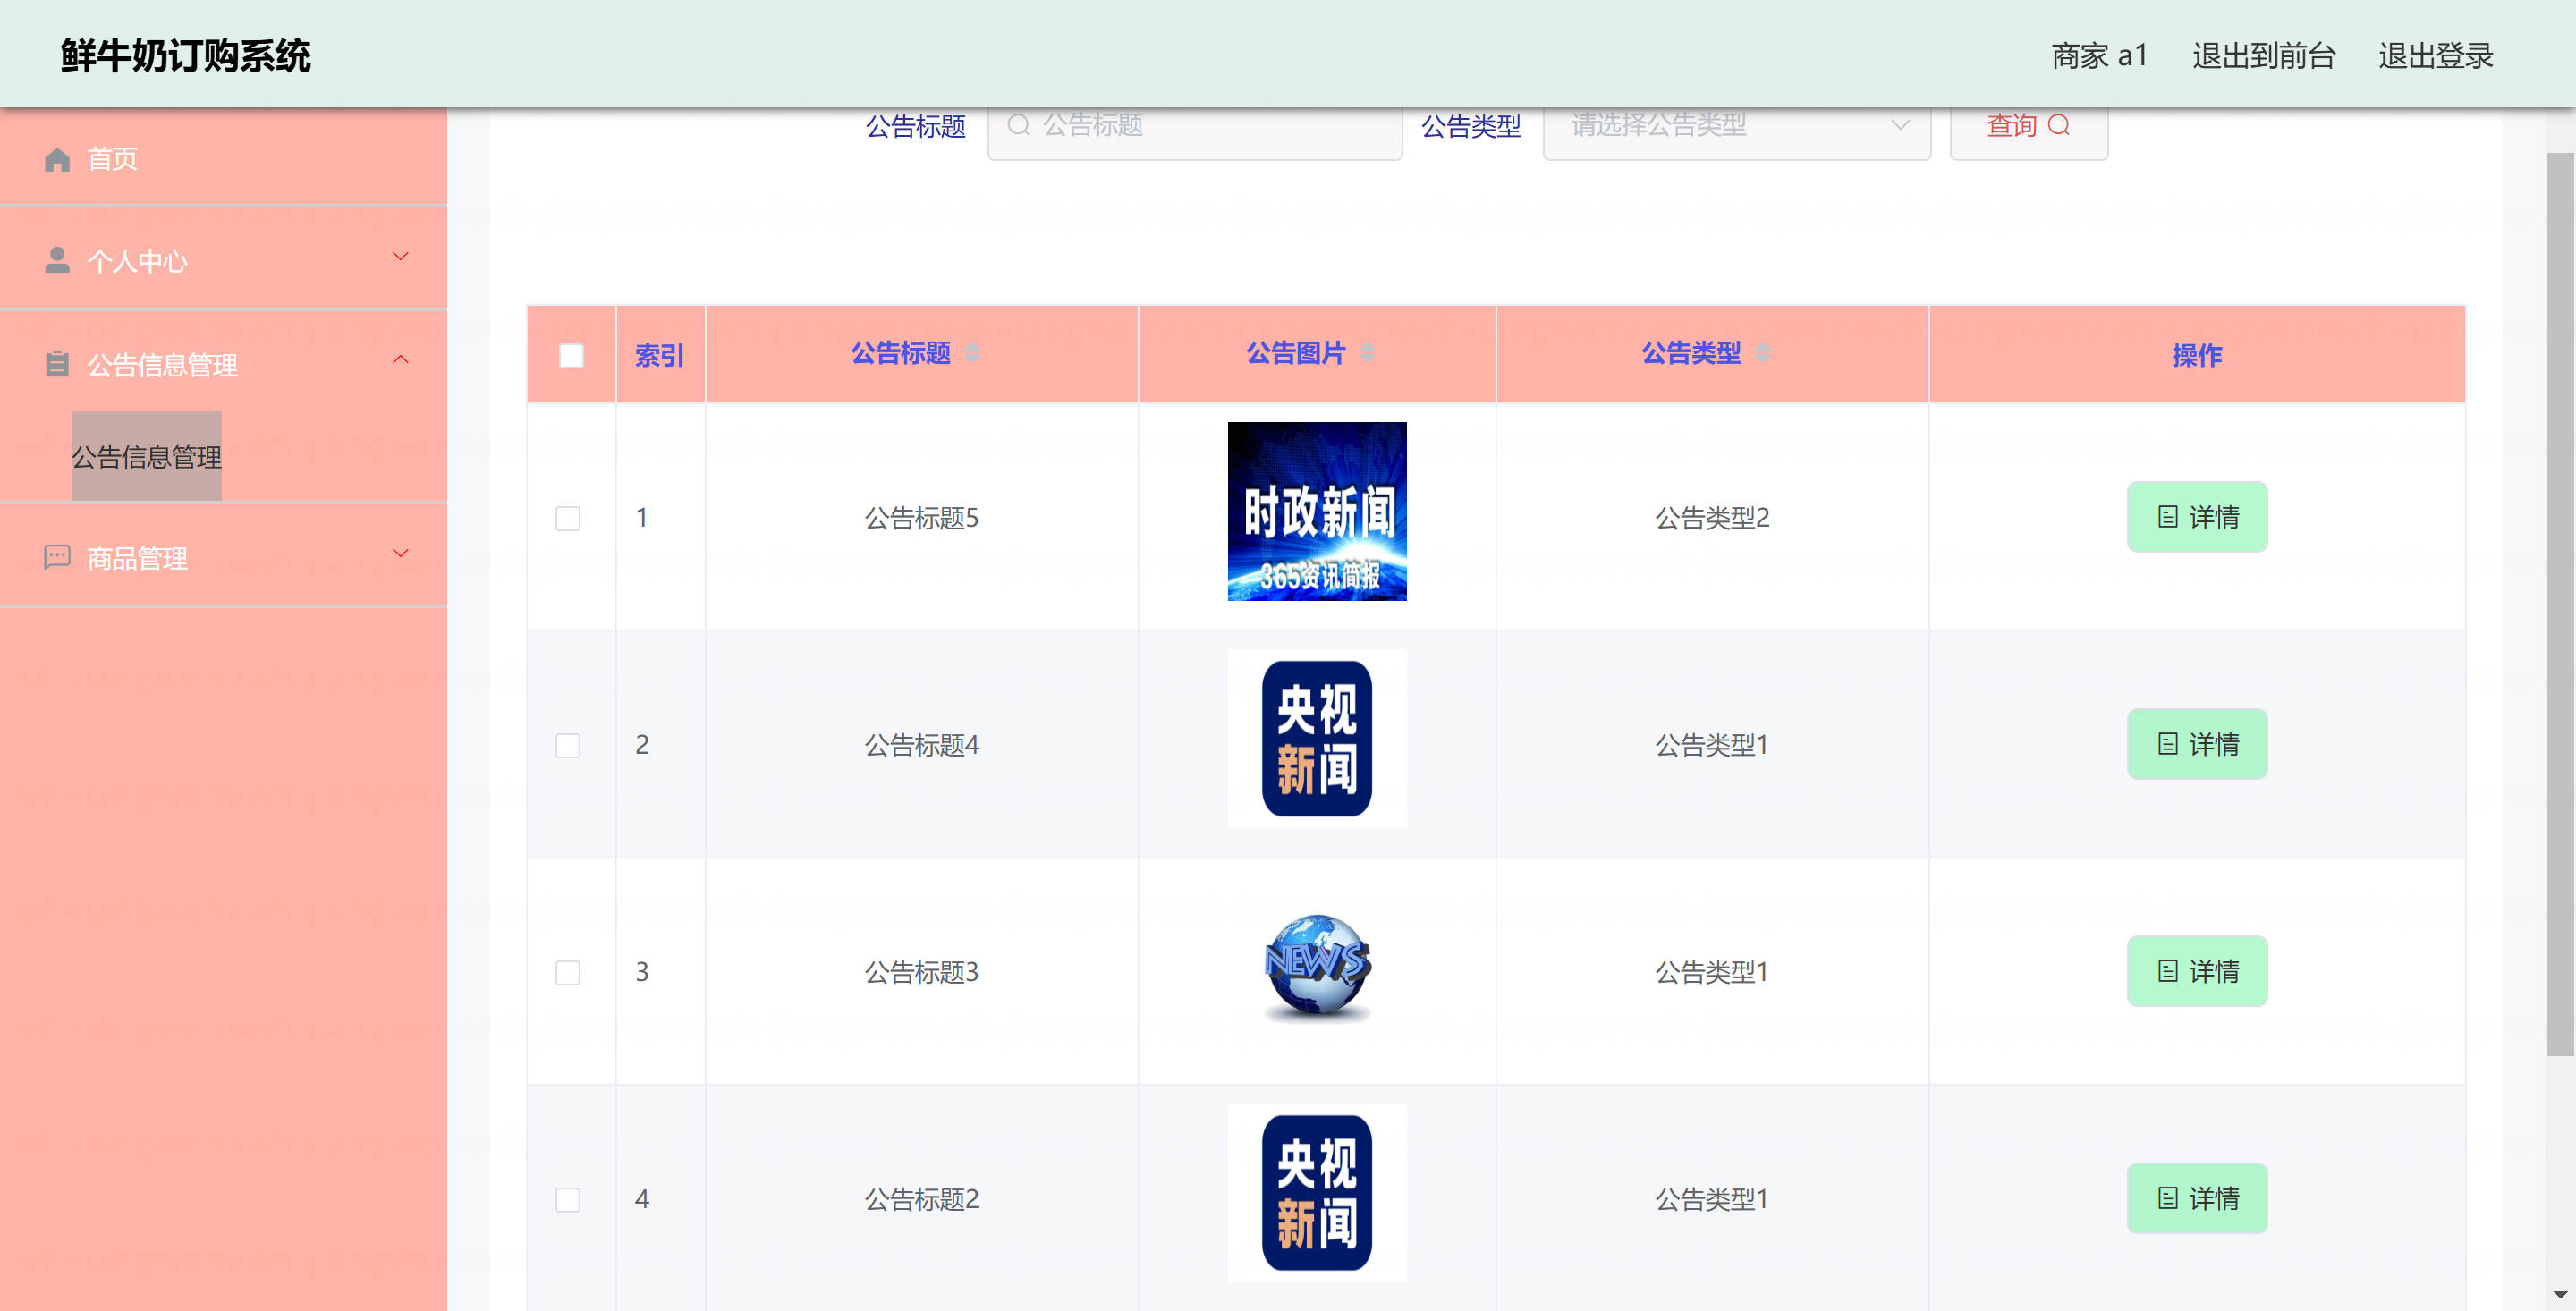 鲜牛奶订购系统
商家 a1 退出到前台 退出登录
公告标题 公告标题 公告类型 请选择公告类型 查询
首页
个人中心
公告信息管理
公告信息管理
商品管理
索引 公告标题 公告图片 公告类型 操作
1 公告标题5 时政新闻 365资讯简报 公告类型2 详情
2 公告标题4 央视新闻 公告类型1 详情
3 公告标题3 NEWS 公告类型1 详情
4 公告标题2 央视新闻 公告类型1 详情